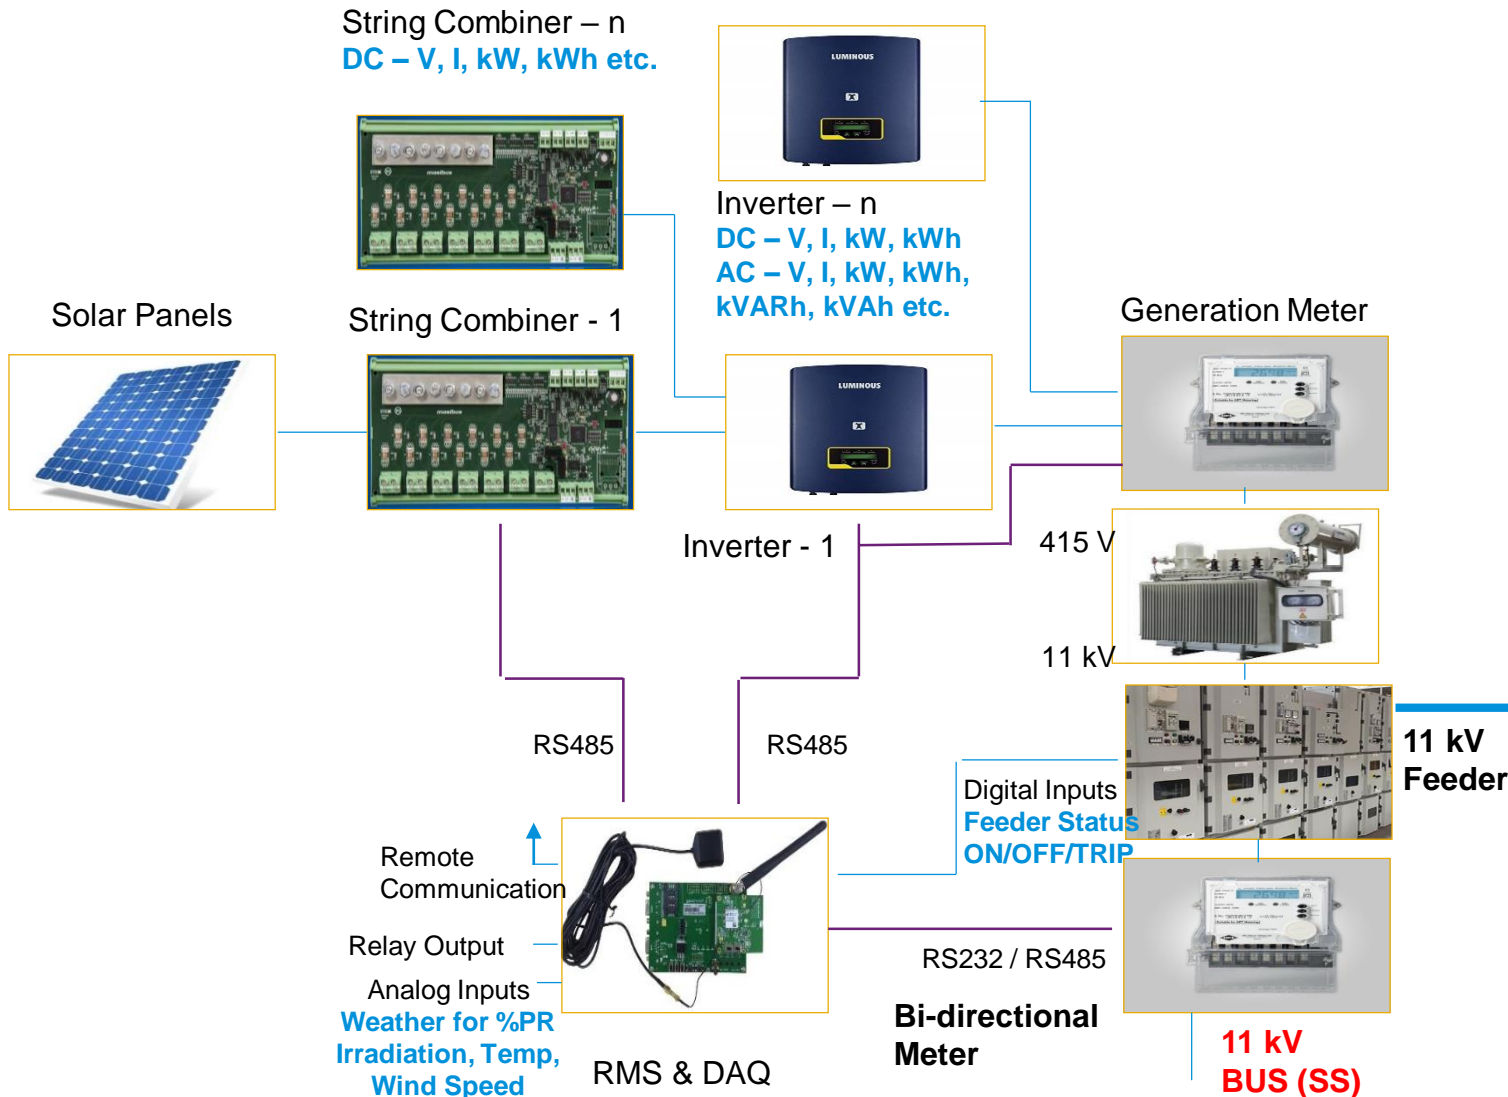 String Combiner – n
DC – V, I, kW, kWh etc.
LUMINOUS
X
masibus
Inverter – n
DC – V, I, kW, kWh
AC – V, I, kW, kWh,
kVARh, kVAh etc.
Solar Panels
String Combiner - 1
Generation Meter
masibus
LUMINOUS
X
Inverter - 1
415 V
11 kV
RS485
RS485
11 kV
Feeder
Digital Inputs
Feeder Status
ON/OFF/TRIP
Remote
Communication
Relay Output
RS232 / RS485
Analog Inputs
Weather for %PR
Irradiation, Temp,
Wind Speed
RMS & DAQ
Bi-directional
Meter
11 kV
BUS (SS)